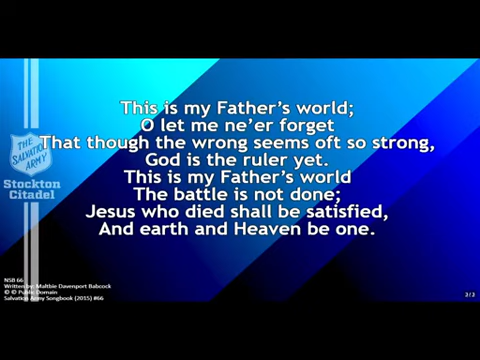 This is my Father's world;
O let me ne'er forget
That though the wrong seems oft so strong,
God is the ruler yet.
This is my Father's world
The battle is not done;
Jesus who died shall be satisfied,
And earth and Heaven be one.
THE
SALVATION
ARMY
Stockton
Citadel
NSB 66
Written by: Maltbie Davenport Babcock
© © Public Domain
Salvation Army Songbook (2015) #66
2/2